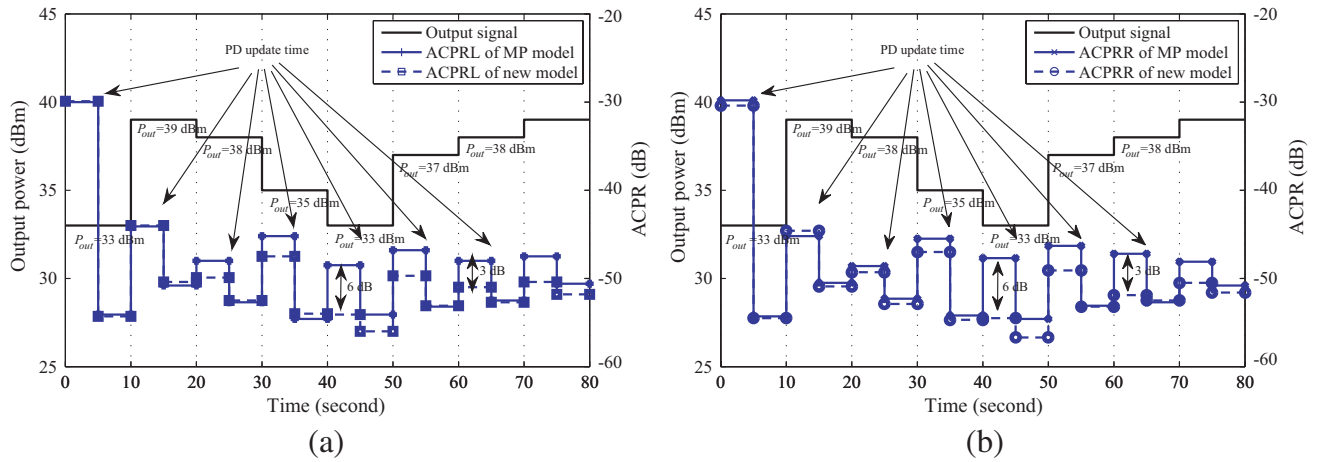 45
40
35
30
25
Output power (dBm)
-20
-30
-40
-50
-60
ACPR (dB)
0 10 20 30 40 50 60 70 80
Time (second)
PD update time
Output signal
ACPRL of MP model
ACPRL of new model
Pout=33 dBm
Pout=39 dBm
Pout=38 dBm
Pout=35 dBm
Pout=33 dBm
Pout=37 dBm
Pout=38 dBm
6 dB
3 dB
(a)
45
40
35
30
25
Output power (dBm)
-20
-30
-40
-50
-60
ACPR (dB)
0 10 20 30 40 50 60 70 80
Time (second)
PD update time
Output signal
ACPRR of MP model
ACPRR of new model
Pout=33 dBm
Pout=39 dBm
Pout=38 dBm
Pout=35 dBm
Pout=33 dBm
Pout=37 dBm
Pout=38 dBm
6 dB
3 dB
(b)